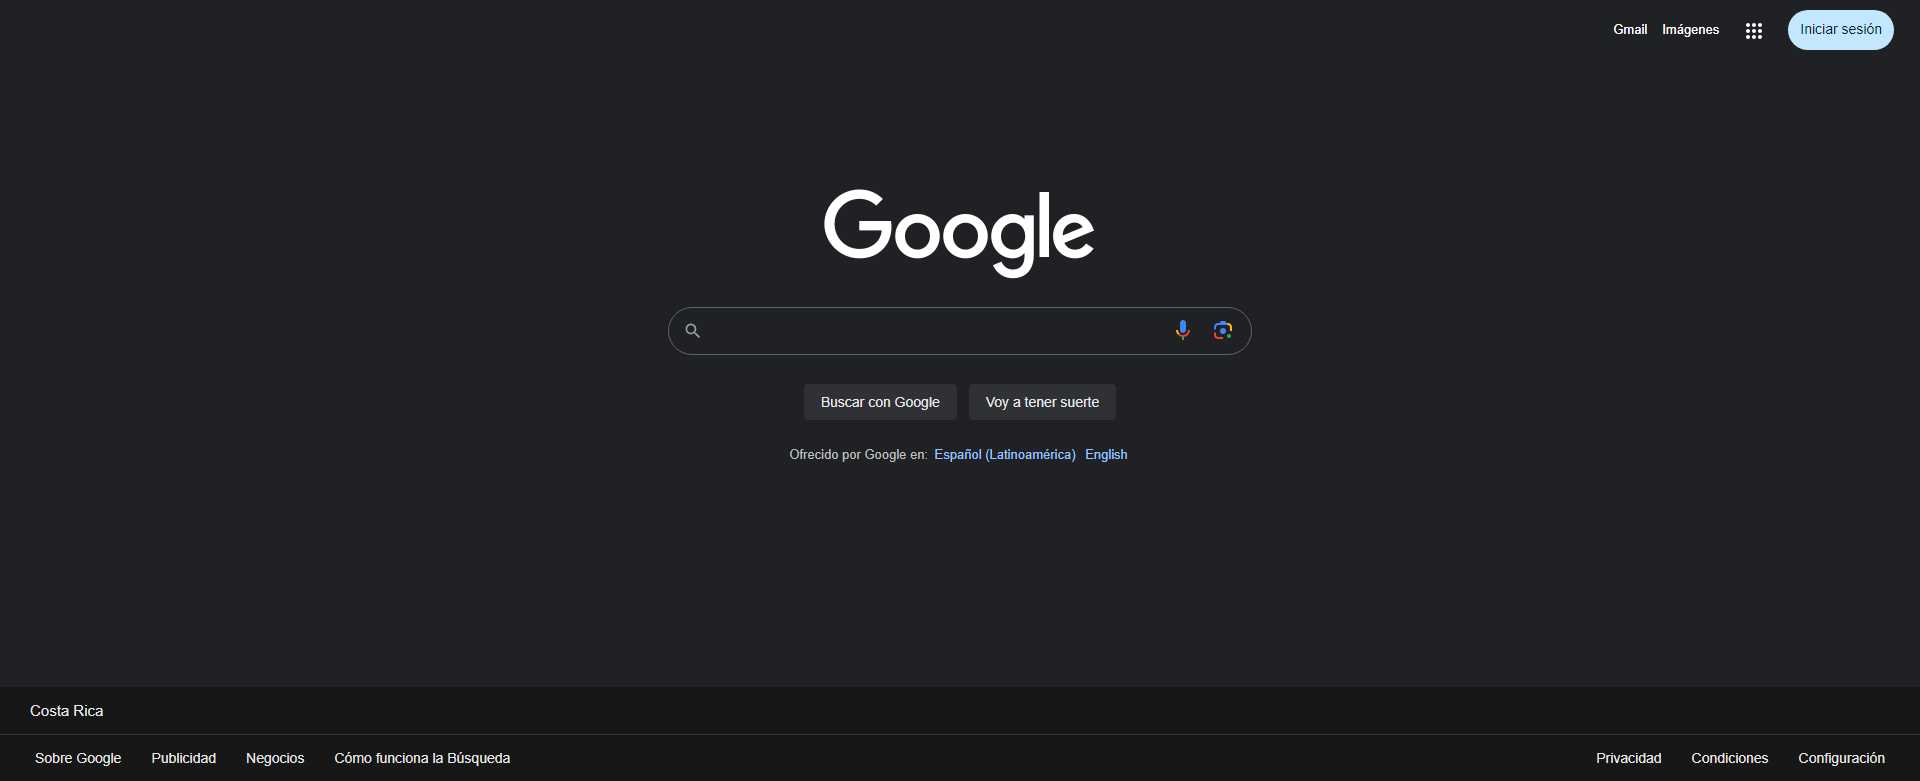 Gmail Imágenes Iniciar sesión
Google
Buscar con Google Voy a tener suerte
Ofrecido por Google en: Español (Latinoamérica) English
Costa Rica
Sobre Google Publicidad Negocios Cómo funciona la Búsqueda Privacidad Condiciones Configuración